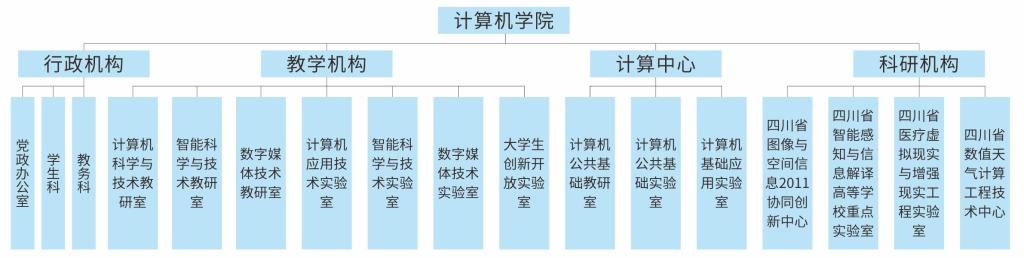 计算机学院
行政机构
教学机构
计算中心
科研机构
党政办公室
学生科
教务科
计算机
科学与
技术教
研室
智能科
学与技
术教研
室
数字媒
体技术
教研室
计算机
应用技
术实验
室
智能科
学与技
术实验
室
数字媒
体技术
实验室
大学生
创新开
放实验
室
计算机
公共基
础教研
室
计算机
公共基
础实验
室
计算机
基础应
用实验
室
四川省
图像与
空间信
息2011
协同创
新中心
四川省
智能感
知与信
息解译
高等学
校重点
实验室
四川省
医疗虚
拟现实
与增强
现实工
程实验
室
四川省
数值天
气计算
工程技
术中心